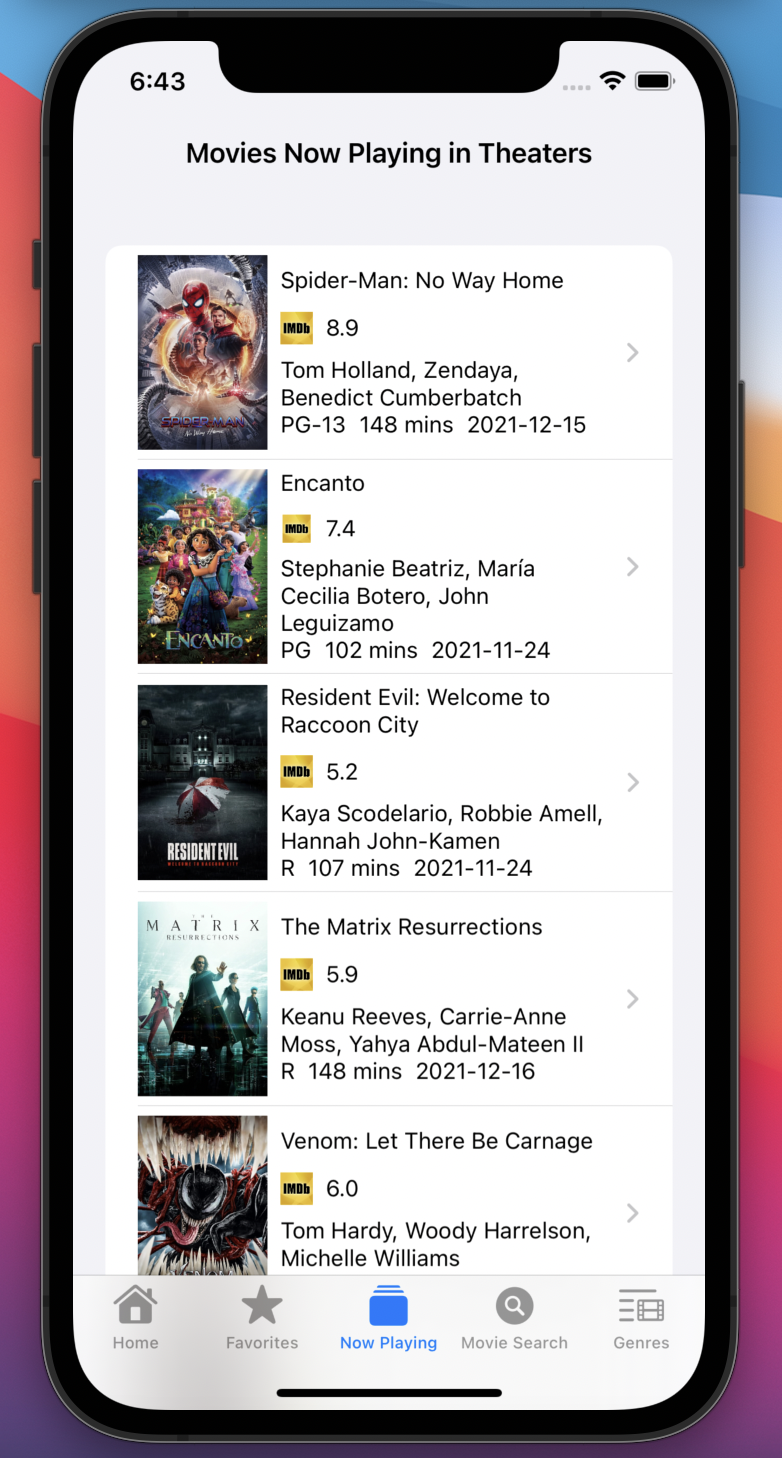 6:43
Movies Now Playing in Theaters
SPIDER-MAN
No Way Home
Spider-Man: No Way Home
IMDb 8.9
Tom Holland, Zendaya,
Benedict Cumberbatch
PG-13 148 mins 2021-12-15
ENCANTO
Encanto
IMDb 7.4
Stephanie Beatriz, María
Cecilia Botero, John
Leguizamo
PG 102 mins 2021-11-24
RESIDENT EVIL
WELCOME TO RACCOON CITY
Resident Evil: Welcome to
Raccoon City
IMDb 5.2
Kaya Scodelario, Robbie Amell,
Hannah John-Kamen
R 107 mins 2021-11-24
THE
MATRIX
RESURRECTIONS
The Matrix Resurrections
IMDb 5.9
Keanu Reeves, Carrie-Anne
Moss, Yahya Abdul-Mateen II
R 148 mins 2021-12-16
Venom: Let There Be Carnage
IMDb 6.0
Tom Hardy, Woody Harrelson,
Michelle Williams
Home Favorites Now Playing Movie Search Genres